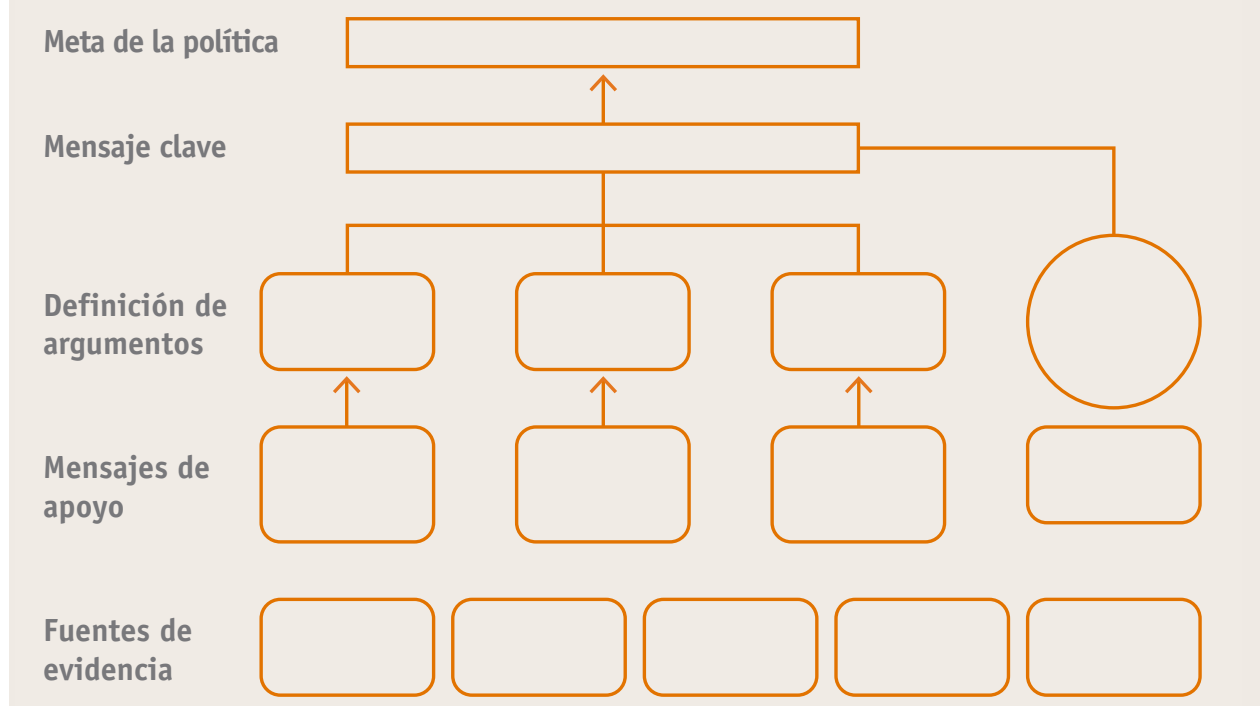 Meta de la política
Mensaje clave
Definición de
argumentos
Mensajes de
apoyo
Fuentes de
evidencia